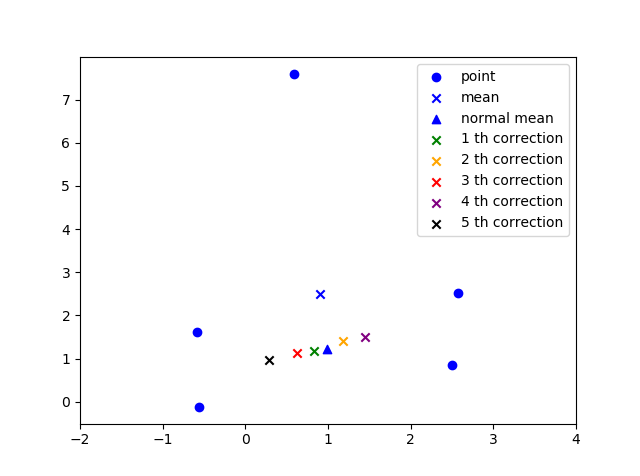 point
mean
normal mean
1 th correction
2 th correction
3 th correction
4 th correction
5 th correction
7
6
5
4
3
2
1
0
−2 −1 0 1 2 3 4